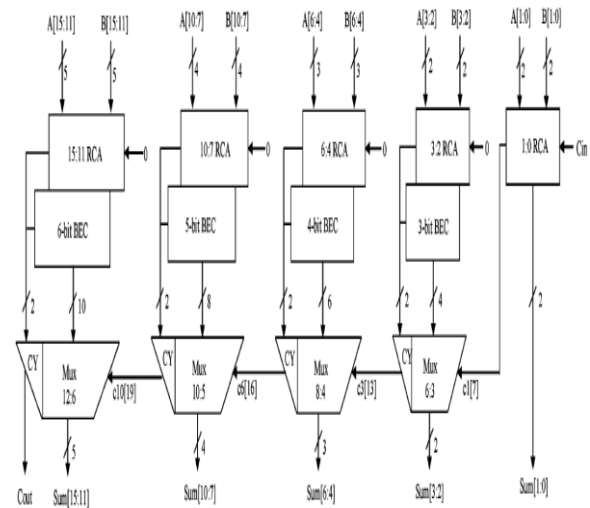 A[15:11] B[15:11] A[10:7] B[10:7] A[6:4] B[6:4] A[3:2] B[3:2] A[1:0] B[1:0]
5 5 4 4 3 3 2 2 2 2
15:11 RCA 0 10:7 RCA 0 6:4 RCA 0 3:2 RCA 0 1:0 RCA Cin
6-bit BEC 5-bit BEC 4-bit BEC 3-bit BEC
2 10 2 8 2 6 2 4 2
CY Mux 12:6 c10[19] CY Mux 10:5 c6[16] CY Mux 8:4 c3[13] CY Mux 6:3 c1[7]
5 4 3 2
Cout Sum[15:11] Sum[10:7] Sum[6:4] Sum[3:2] Sum[1:0]